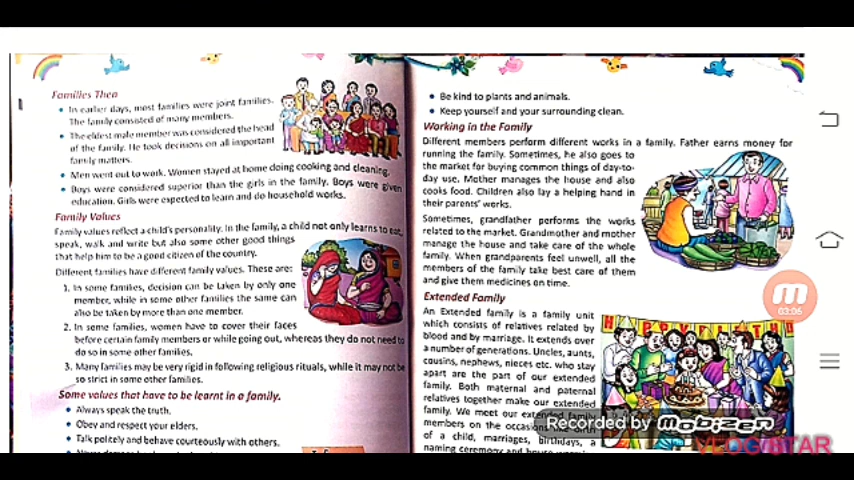 Families Then
• In earlier days, most families were joint families.
The family consisted of many members.
• The eldest male member was considered the head
of the family. He took decisions on all important
family matters.
• Men went out to work. Women stayed at home doing cooking and cleaning.
• Boys were considered superior than the girls in the family. Boys were given
education. Girls were expected to learn and do household works.
Family Values
Family values reflect a child's personality. In the family, a child not only learns to eat,
speak, walk and write but also some other good things
that help him to be a good citizen of the country.
Different families have different family values. These are:
1. In some families, decision can be taken by only one
member, while in some other families the same can
also be taken by more than one member.
2. In some families, women have to cover their faces
before certain family members or while going out, whereas they do not need to
do so in some other families.
3. Many families may be very rigid in following religious rituals, while it may not be
so strict in some other families.
Some values that have to be learnt in a family.
• Always speak the truth.
• Obey and respect your elders.
• Talk politely and behave courteously with others.
• Be kind to plants and animals.
• Keep yourself and your surrounding clean.
Working in the Family
Different members perform different works in a family. Father earns money for
running the family. Sometimes, he also goes to
the market for buying common things of day-to-
day use. Mother manages the house and also
cooks food. Children also lay a helping hand in
their parents' works.
Sometimes, grandfather performs the works
related to the market. Grandmother and mother
manage the house and take care of the whole
family. When grandparents feel unwell, all the
members of the family take best care of them
and give them medicines on time.
Extended Family
An Extended family is a family unit
which consists of relatives related by
blood and by marriage. It extends over
a number of generations. Uncles, aunts,
cousins, nephews, nieces etc. who stay
apart are the part of our extended
family. Both maternal and paternal
relatives together make our extended
family. We meet our extended family
members on the occasions like birth
of a child, marriages, birthdays, a
naming ceremony and house
03:06
Recorded by mobizen